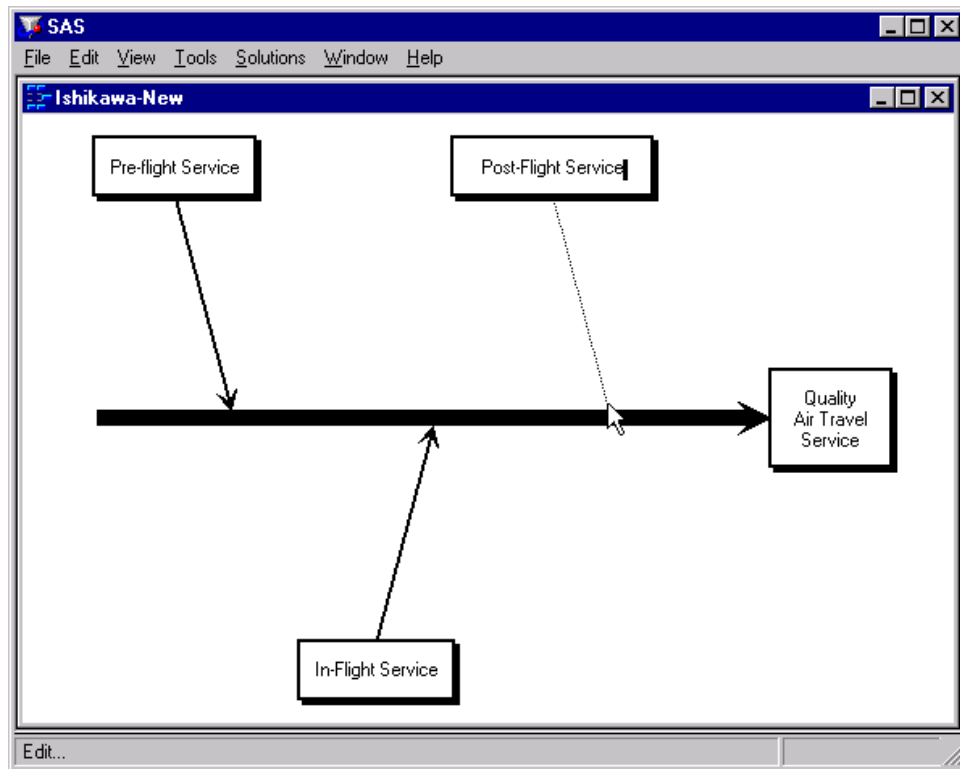 SAS
File Edit View Tools Solutions Window Help
Ishikawa-New
Pre-flight Service
Post-Flight Service
Quality
Air Travel
Service
In-Flight Service
Edit...